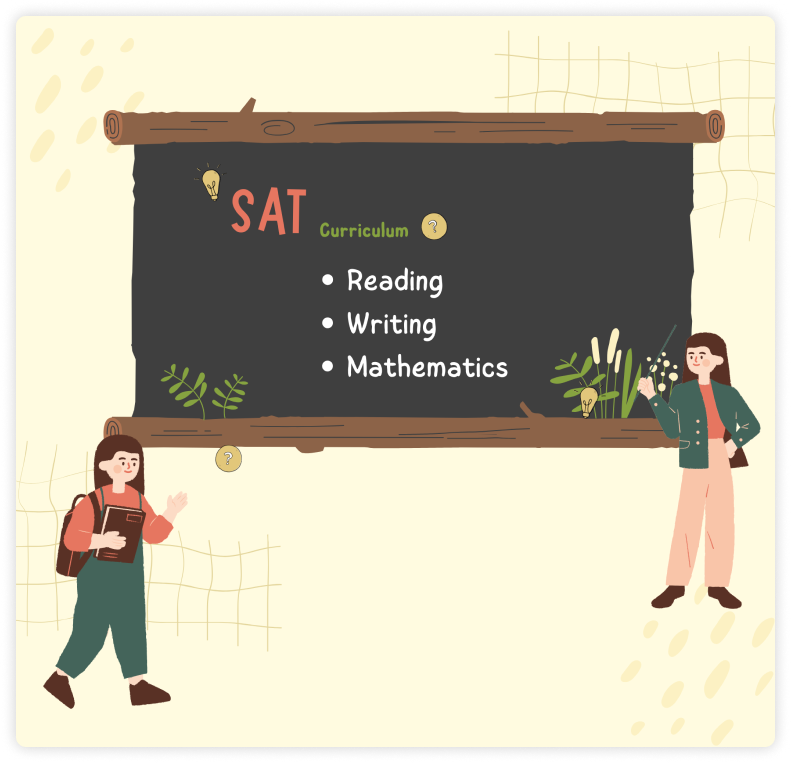 SAT Curriculum ?
• Reading
• Writing
• Mathematics
?